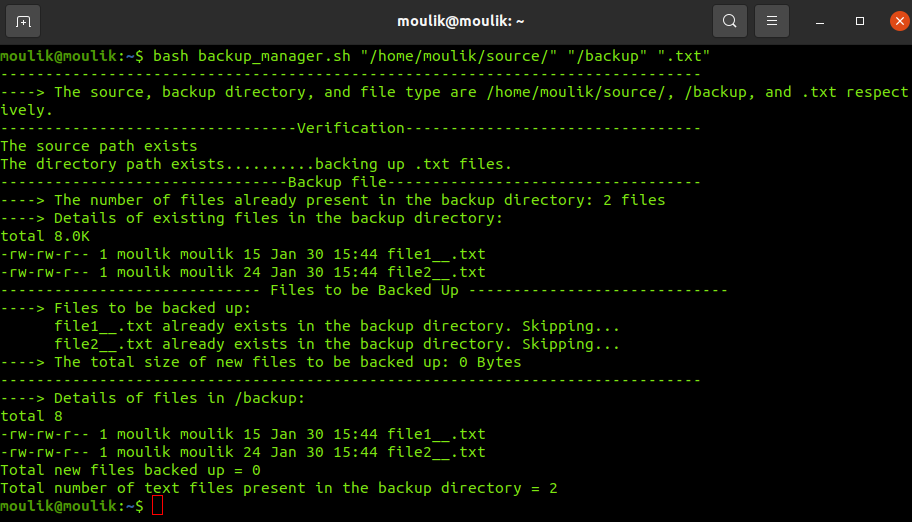 moulik@moulik: ~
moulik@moulik:~$ bash backup_manager.sh "/home/moulik/source/" "/backup" ".txt"
------------------------------------------------------------------------------
----> The source, backup directory, and file type are /home/moulik/source/, /backup, and .txt respect
ively.
---------------------------------Verification---------------------------------
The source path exists
The directory path exists..........backing up .txt files.
--------------------------------Backup file-----------------------------------
----> The number of files already present in the backup directory: 2 files
----> Details of existing files in the backup directory:
total 8.0K
-rw-rw-r-- 1 moulik moulik 15 Jan 30 15:44 file1__.txt
-rw-rw-r-- 1 moulik moulik 24 Jan 30 15:44 file2__.txt
----------------------------- Files to be Backed Up -----------------------------
----> Files to be backed up:
      file1__.txt already exists in the backup directory. Skipping...
      file2__.txt already exists in the backup directory. Skipping...
----> The total size of new files to be backed up: 0 Bytes
------------------------------------------------------------------------------
----> Details of files in /backup:
total 8
-rw-rw-r-- 1 moulik moulik 15 Jan 30 15:44 file1__.txt
-rw-rw-r-- 1 moulik moulik 24 Jan 30 15:44 file2__.txt
Total new files backed up = 0
Total number of text files present in the backup directory = 2
moulik@moulik:~$